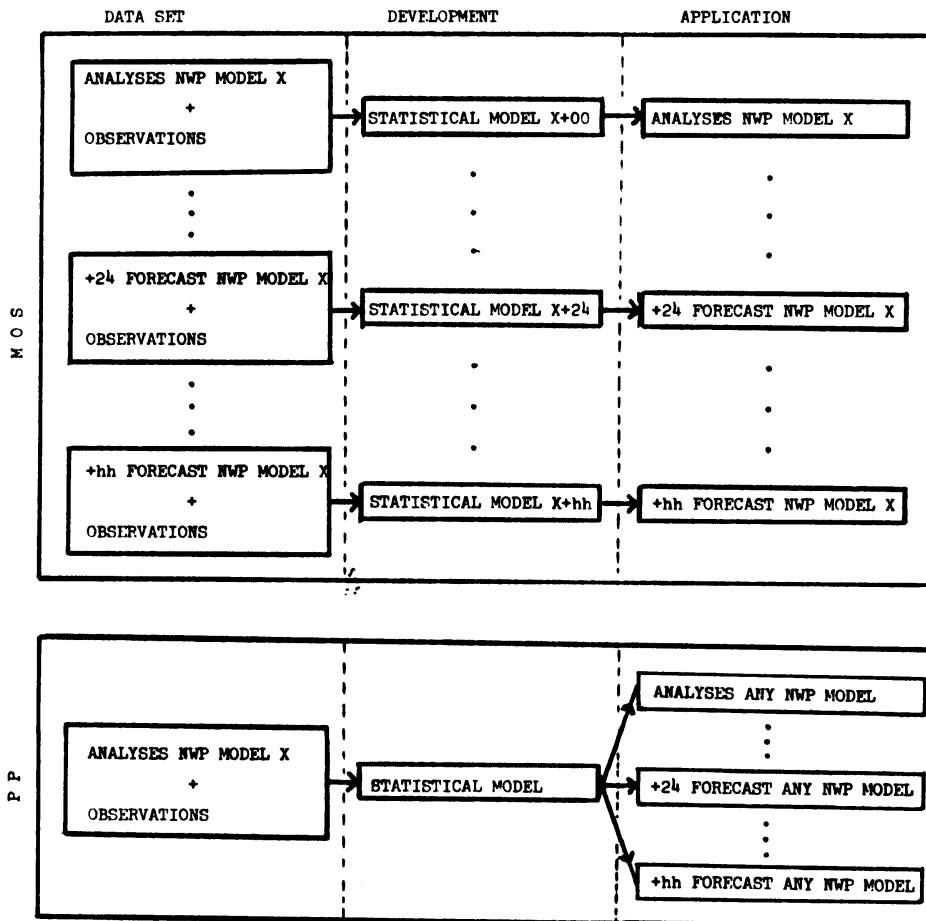 DATA SET DEVELOPMENT APPLICATION
MOS
ANALYSES NWP MODEL X
+
OBSERVATIONS
STATISTICAL MODEL X+00
ANALYSES NWP MODEL X
+24 FORECAST NWP MODEL X
+
OBSERVATIONS
STATISTICAL MODEL X+24
+24 FORECAST NWP MODEL X
+hh FORECAST NWP MODEL X
+
OBSERVATIONS
STATISTICAL MODEL X+hh
+hh FORECAST NWP MODEL X
PP
ANALYSES NWP MODEL X
+
OBSERVATIONS
STATISTICAL MODEL
ANALYSES ANY NWP MODEL
+24 FORECAST ANY NWP MODEL
+hh FORECAST ANY NWP MODEL